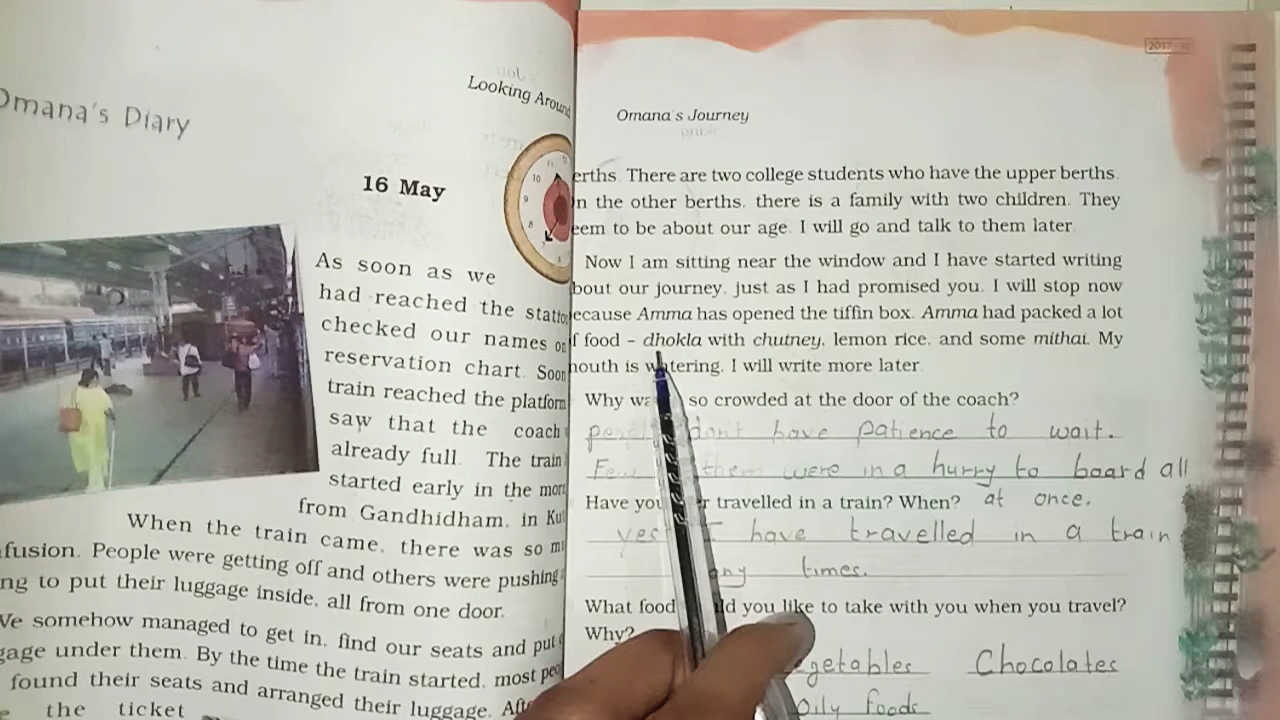 Looking Around
Omana's Diary
16 May
As soon as we
had reached the
checked our names on
reservation chart. Soon
train reached the platform
saw that the coach
already full. The train
started early in the
from Gandhidham, in
When the train came, there was so
fusion. People were getting off and others were pushing
ng to put their luggage inside, all from one door.
We somehow managed to get in, find our seats and put
gage under them. By the time the train started, most
found their seats and arranged their luggage.
the ticket
2017-18
Omana's Journey
erths. There are two college students who have the upper berths.
n the other berths, there is a family with two children. They
eem to be about our age. I will go and talk to them later.
Now I am sitting near the window and I have started writing
bout our journey, just as I had promised you. I will stop now
ecause Amma has opened the tiffin box. Amma had packed a lot
f food - dhokla with chutney, lemon rice, and some mithai. My
mouth is watering. I will write more later.
Why so crowded at the door of the coach?
dont have patience to wait.
Few them were in a hurry to board all
at once.
Have you travelled in a train? When?
yes I have travelled in a train
times.
What food you like to take with you when you travel?
Why?
egetables Chocolates
Oily Foods